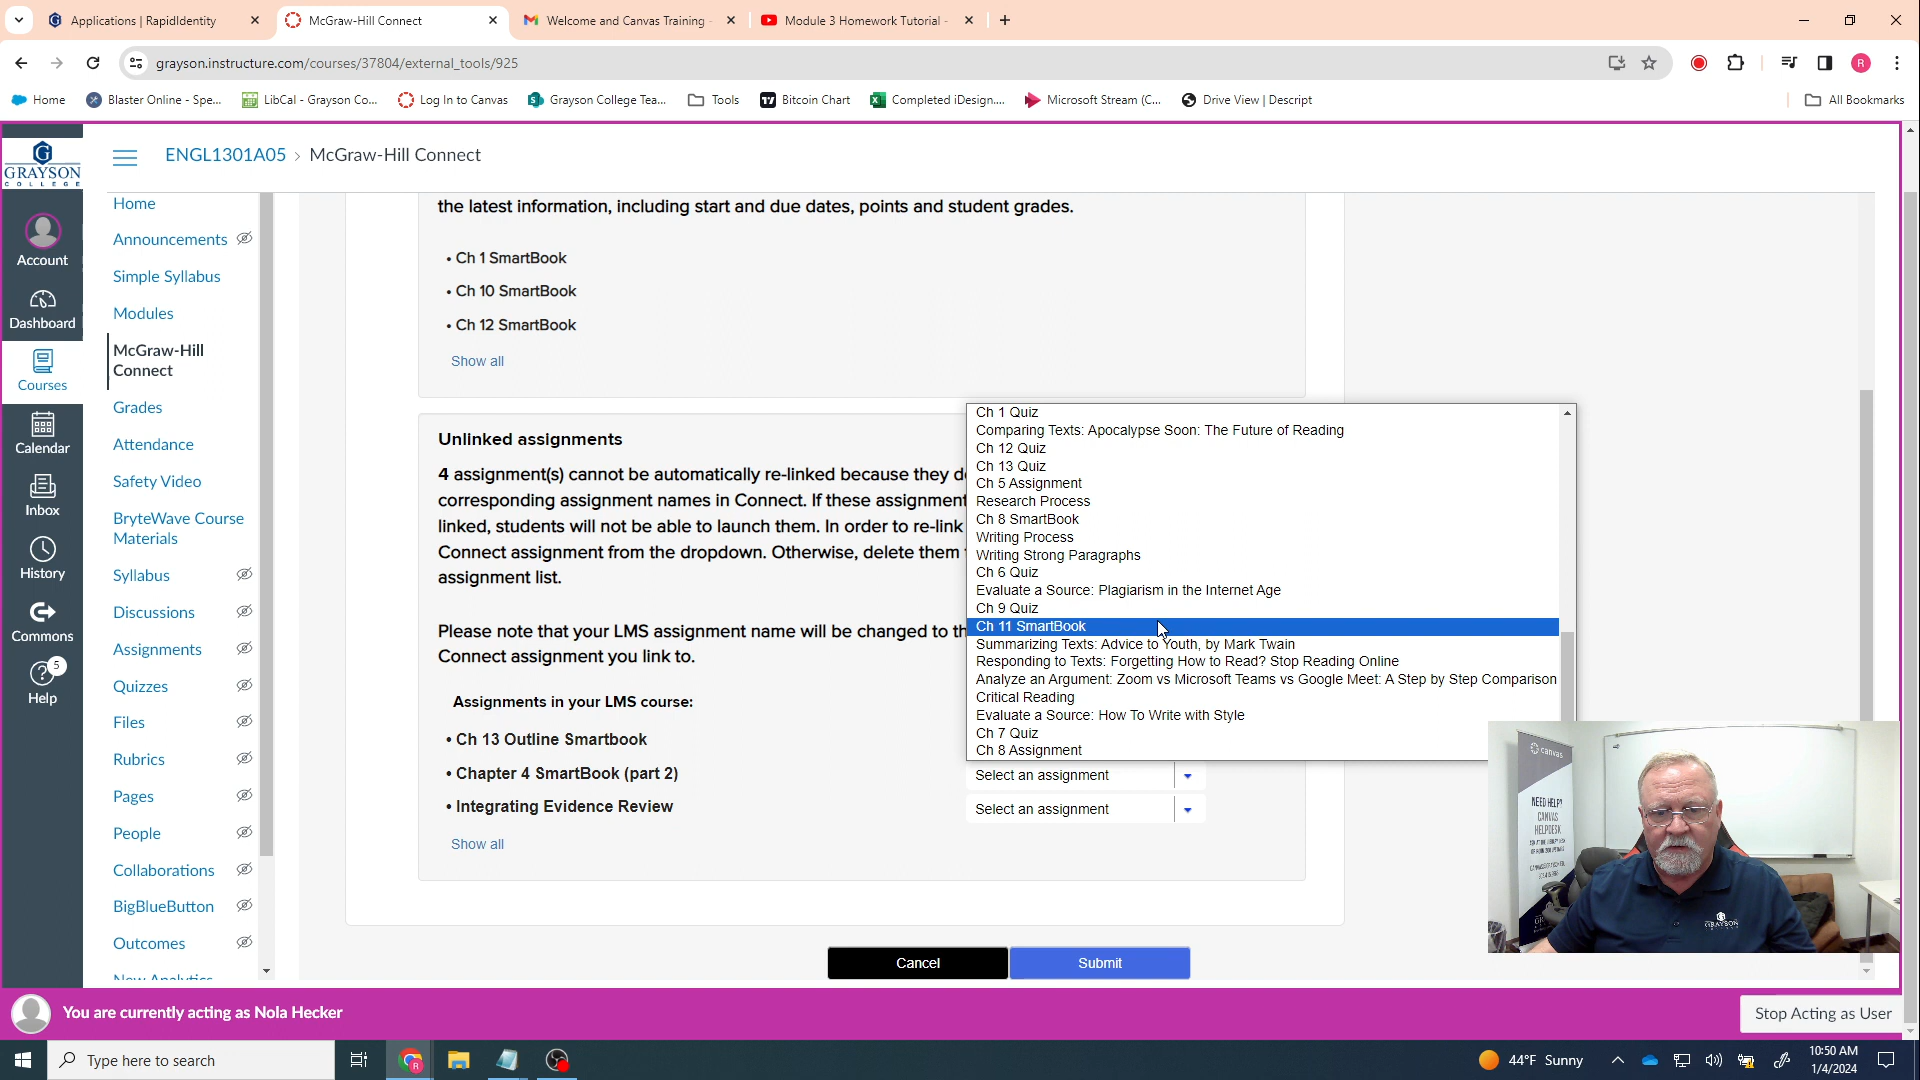 Applications | RapidIdentity
McGraw-Hill Connect
Welcome and Canvas Training -
Module 3 Homework Tutorial -
grayson.instructure.com/courses/37804/external_tools/925
R
Home
Blaster Online - Spe...
LibCal - Grayson Co...
Log In to Canvas
Grayson College Tea...
Tools
Bitcoin Chart
Completed iDesign....
Microsoft Stream (C...
Drive View | Descript
All Bookmarks
GRAYSON
COLLEGE
Account
Dashboard
Courses
Calendar
Inbox
History
Commons
5
Help
ENGL1301A05 › McGraw-Hill Connect
Home
Announcements
Simple Syllabus
Modules
McGraw-Hill
Connect
Grades
Attendance
Safety Video
BryteWave Course
Materials
Syllabus
Discussions
Assignments
Quizzes
Files
Rubrics
Pages
People
Collaborations
BigBlueButton
Outcomes
New Analytics
the latest information, including start and due dates, points and student grades.
• Ch 1 SmartBook
• Ch 10 SmartBook
• Ch 12 SmartBook
Show all
Unlinked assignments
4 assignment(s) cannot be automatically re-linked because they d
corresponding assignment names in Connect. If these assignment
linked, students will not be able to launch them. In order to re-link
Connect assignment from the dropdown. Otherwise, delete them
assignment list.
Please note that your LMS assignment name will be changed to th
Connect assignment you link to.
Assignments in your LMS course:
• Ch 13 Outline Smartbook
• Chapter 4 SmartBook (part 2)
• Integrating Evidence Review
Show all
Ch 1 Quiz
Comparing Texts: Apocalypse Soon: The Future of Reading
Ch 12 Quiz
Ch 13 Quiz
Ch 5 Assignment
Research Process
Ch 8 SmartBook
Writing Process
Writing Strong Paragraphs
Ch 6 Quiz
Evaluate a Source: Plagiarism in the Internet Age
Ch 9 Quiz
Ch 11 SmartBook
Summarizing Texts: Advice to Youth, by Mark Twain
Responding to Texts: Forgetting How to Read? Stop Reading Online
Analyze an Argument: Zoom vs Microsoft Teams vs Google Meet: A Step by Step Comparison
Critical Reading
Evaluate a Source: How To Write with Style
Ch 7 Quiz
Ch 8 Assignment
Select an assignment
Select an assignment
Cancel
Submit
canvas
NEED HELP?
CANVAS
HELPDESK
GRAYSON
You are currently acting as Nola Hecker
Stop Acting as User
Type here to search
44°F Sunny
10:50 AM
1/4/2024